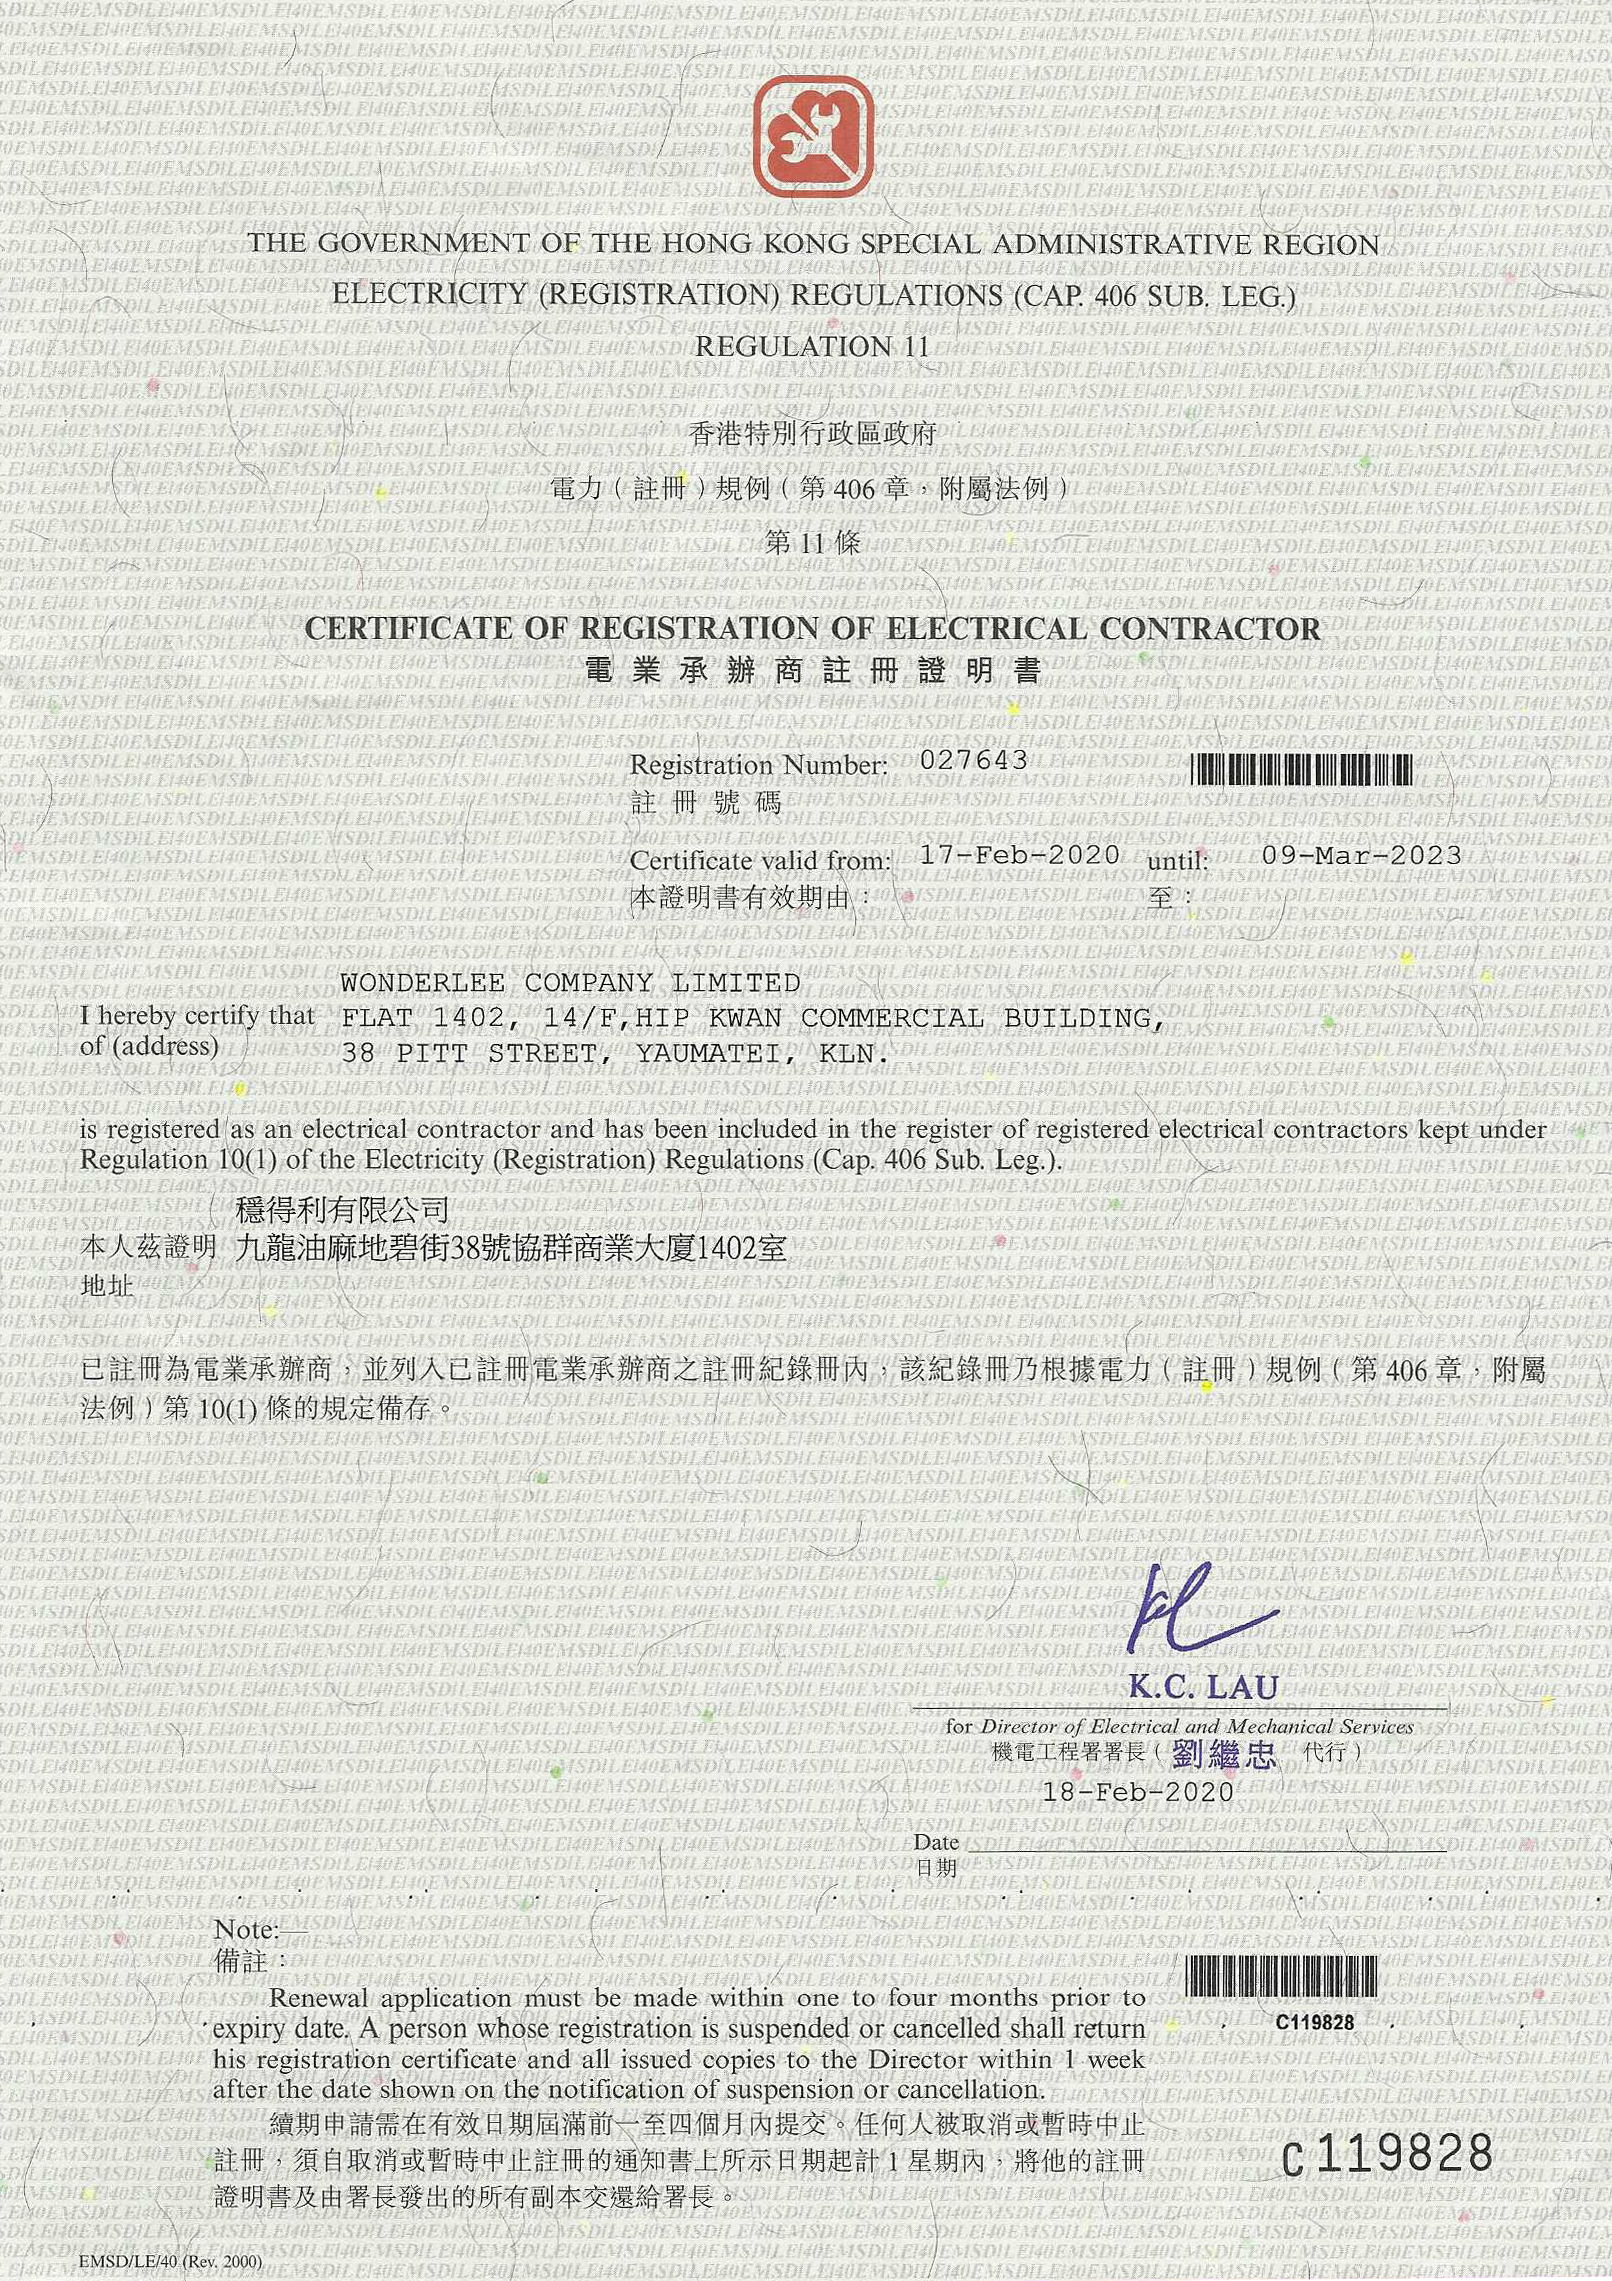 THE GOVERNMENT OF THE HONG KONG SPECIAL ADMINISTRATIVE REGION
ELECTRICITY (REGISTRATION) REGULATIONS (CAP. 406 SUB. LEG.)
REGULATION 11
香港特別行政區政府
電力（註冊）規例（第 406 章，附屬法例）
第 11 條
CERTIFICATE OF REGISTRATION OF ELECTRICAL CONTRACTOR
電業承辦商註冊證明書
Registration Number: 027643
註冊號碼
Certificate valid from: 17-Feb-2020 until: 09-Mar-2023
本證明書有效期由： 至：
WONDERLEE COMPANY LIMITED
I hereby certify that FLAT 1402, 14/F,HIP KWAN COMMERCIAL BUILDING,
of (address) 38 PITT STREET, YAUMATEI, KLN.
is registered as an electrical contractor and has been included in the register of registered electrical contractors kept under
Regulation 10(1) of the Electricity (Registration) Regulations (Cap. 406 Sub. Leg.).
穩得利有限公司
本人茲證明 九龍油麻地碧街38號協群商業大廈1402室
地址
已註冊為電業承辦商，並列入已註冊電業承辦商之註冊紀錄冊內，該紀錄冊乃根據電力（註冊）規例（第 406 章，附屬
法例）第 10(1) 條的規定備存。
K.C. LAU
for Director of Electrical and Mechanical Services
機電工程署署長（劉繼忠 代行）
18-Feb-2020
Date
日期
Note:—
備註：
Renewal application must be made within one to four months prior to
expiry date. A person whose registration is suspended or cancelled shall return
his registration certificate and all issued copies to the Director within 1 week
after the date shown on the notification of suspension or cancellation.
C119828
續期申請需在有效日期屆滿前一至四個月內提交。任何人被取消或暫時中止
註冊，須自取消或暫時中止註冊的通知書上所示日期起計 1 星期內，將他的註冊
證明書及由署長發出的所有副本交還給署長。
C119828
EMSD/LE/40 (Rev. 2000)